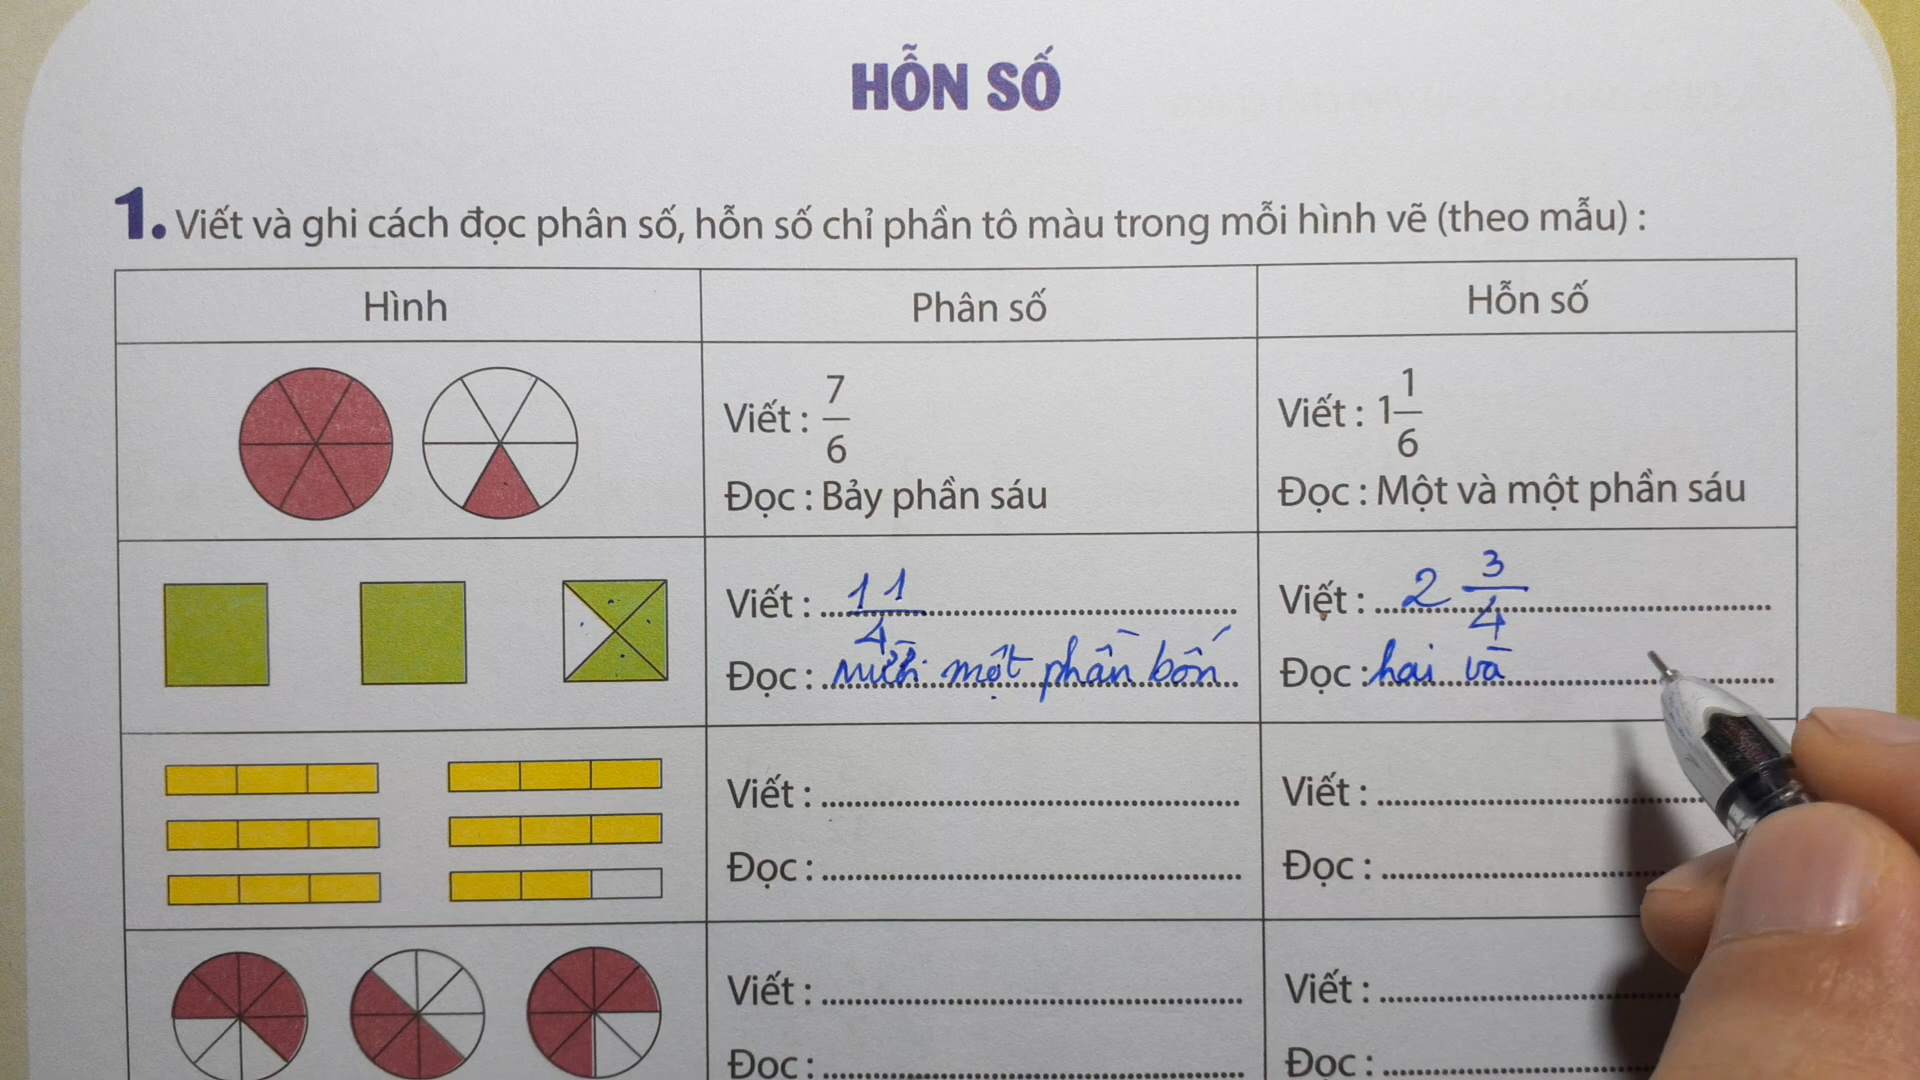 HỖN SỐ
1. Viết và ghi cách đọc phân số, hỗn số chỉ phần tô màu trong mỗi hình vẽ (theo mẫu) :
Hình Phân số Hỗn số
Viết : 7/6 Viết : 1 1/6
Đọc : Bảy phần sáu Đọc : Một và một phần sáu
Viết : 11/4 Viết : 2 3/4
Đọc : một phần bốn Đọc : hai và
Viết : Viết :
Đọc : Đọc :
Viết : Viết :
Đọc : Đọc :